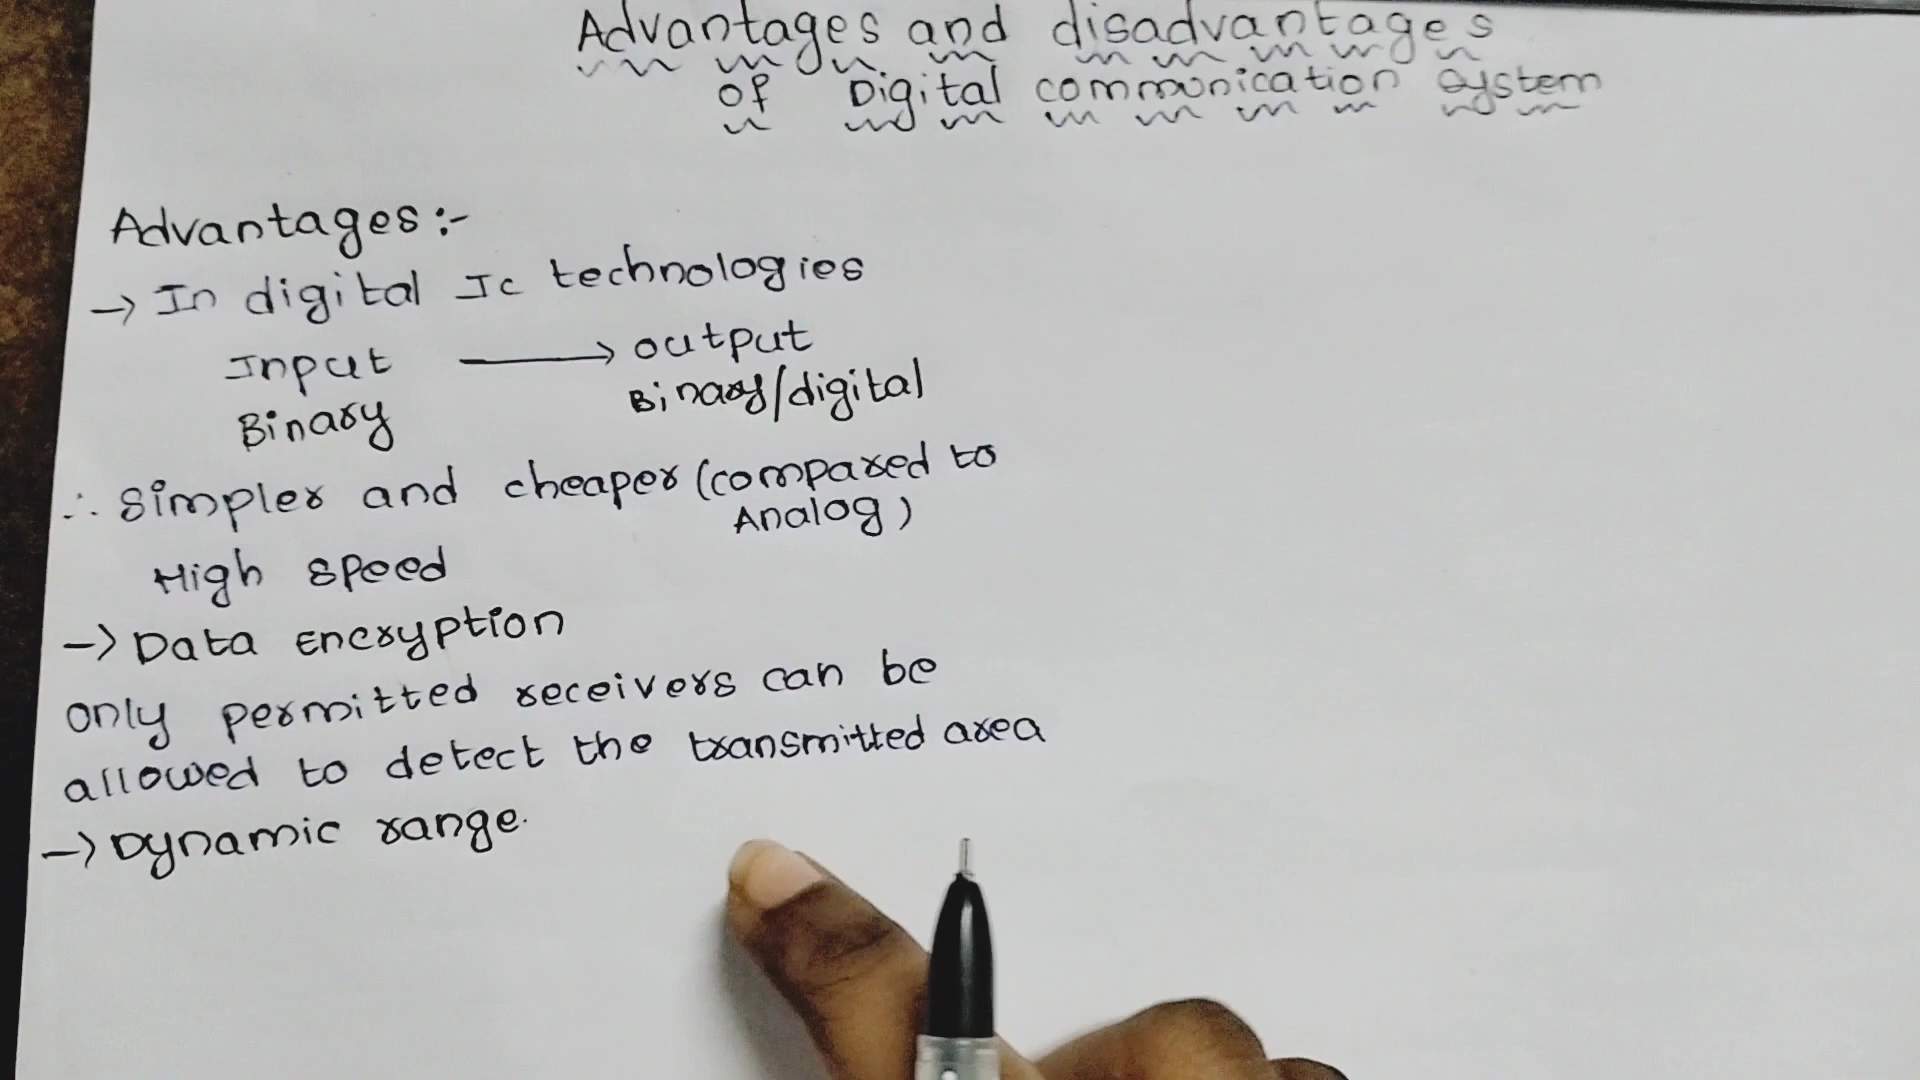 Advantages and disadvantages
of Digital communication system
Advantages:-
→ In digital Ic technologies
Input → output
Binary Binary/digital
∴ Simpler and cheaper (compared to
Analog)
High speed
→ Data Encryption
only permitted receivers can be
allowed to detect the transmitted area
→ Dynamic range.